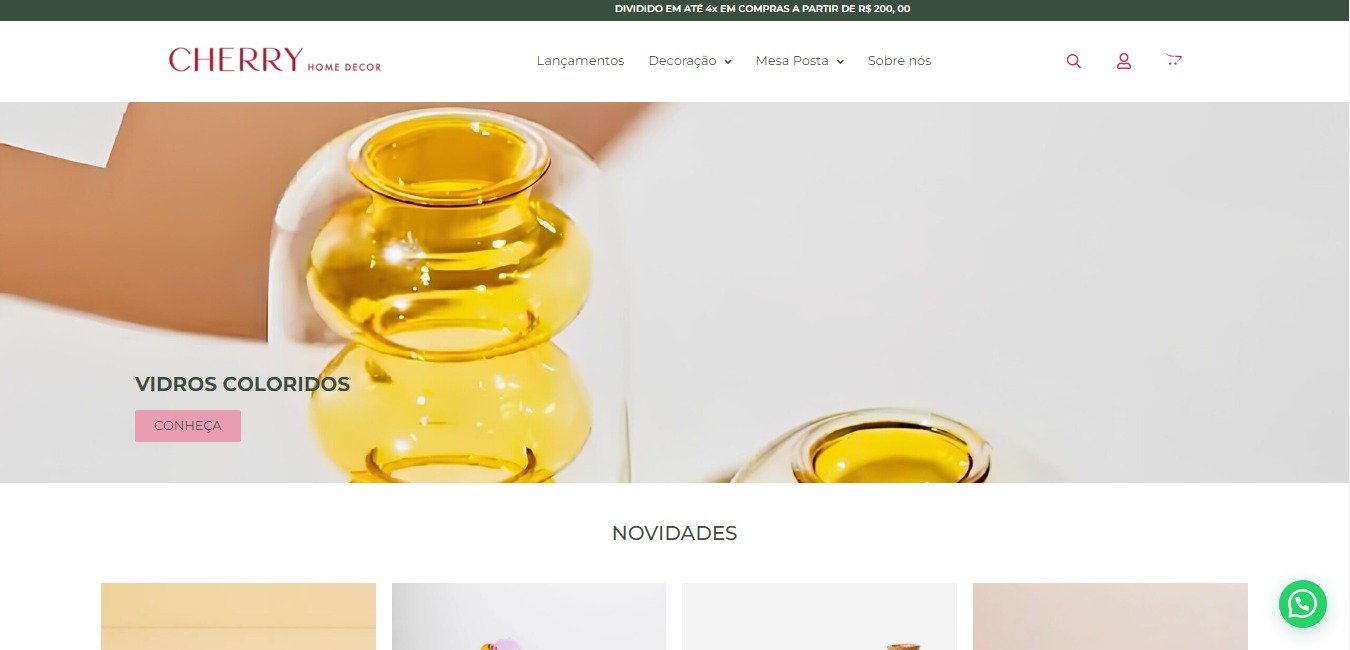 DIVIDIDO EM ATÉ 4x EM COMPRAS A PARTIR DE R$ 200, 00
CHERRY HOME DECOR
Lançamentos Decoração Mesa Posta Sobre nós
VIDROS COLORIDOS
CONHEÇA
NOVIDADES